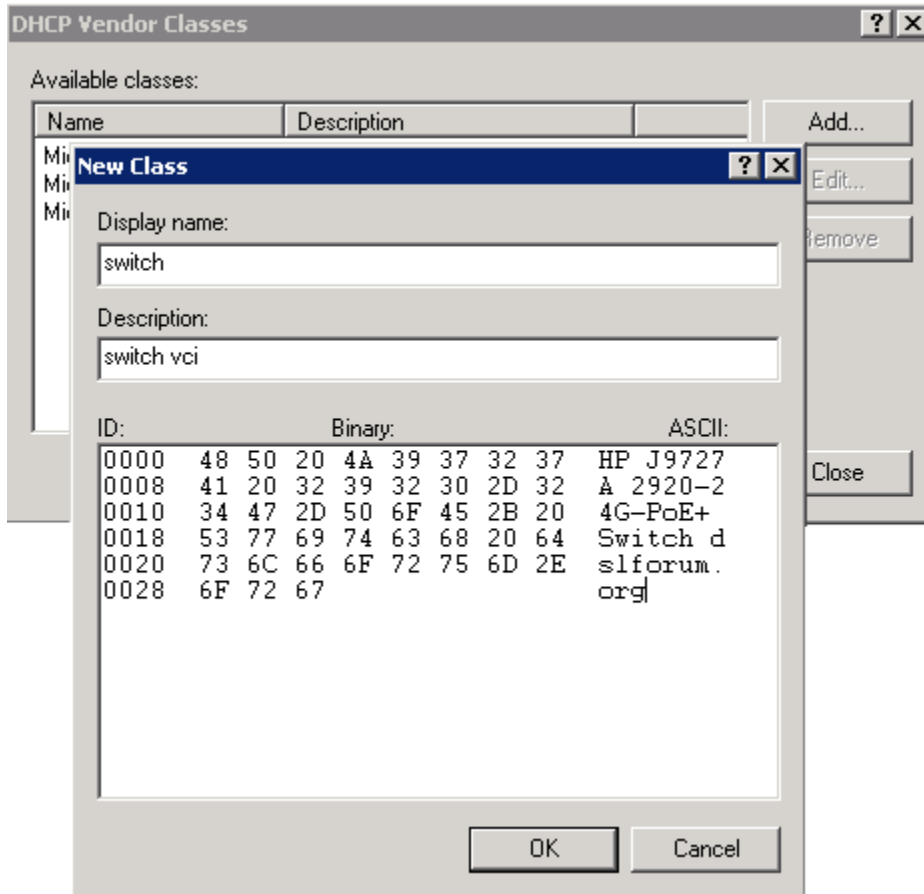 DHCP Vendor Classes
Available classes:
Name Description
Add...
Mi
Mi
Mi
Edit...
Remove
Close
New Class
Display name:
switch
Description:
switch vci
ID: Binary: ASCII:
0000 48 50 20 4A 39 37 32 37 HP J9727
0008 41 20 32 39 32 30 2D 32 A 2920-2
0010 34 47 2D 50 6F 45 2B 20 4G-PoE+
0018 53 77 69 74 63 68 20 64 Switch d
0020 73 6C 66 6F 72 75 6D 2E slforum.
0028 6F 72 67 org
OK Cancel